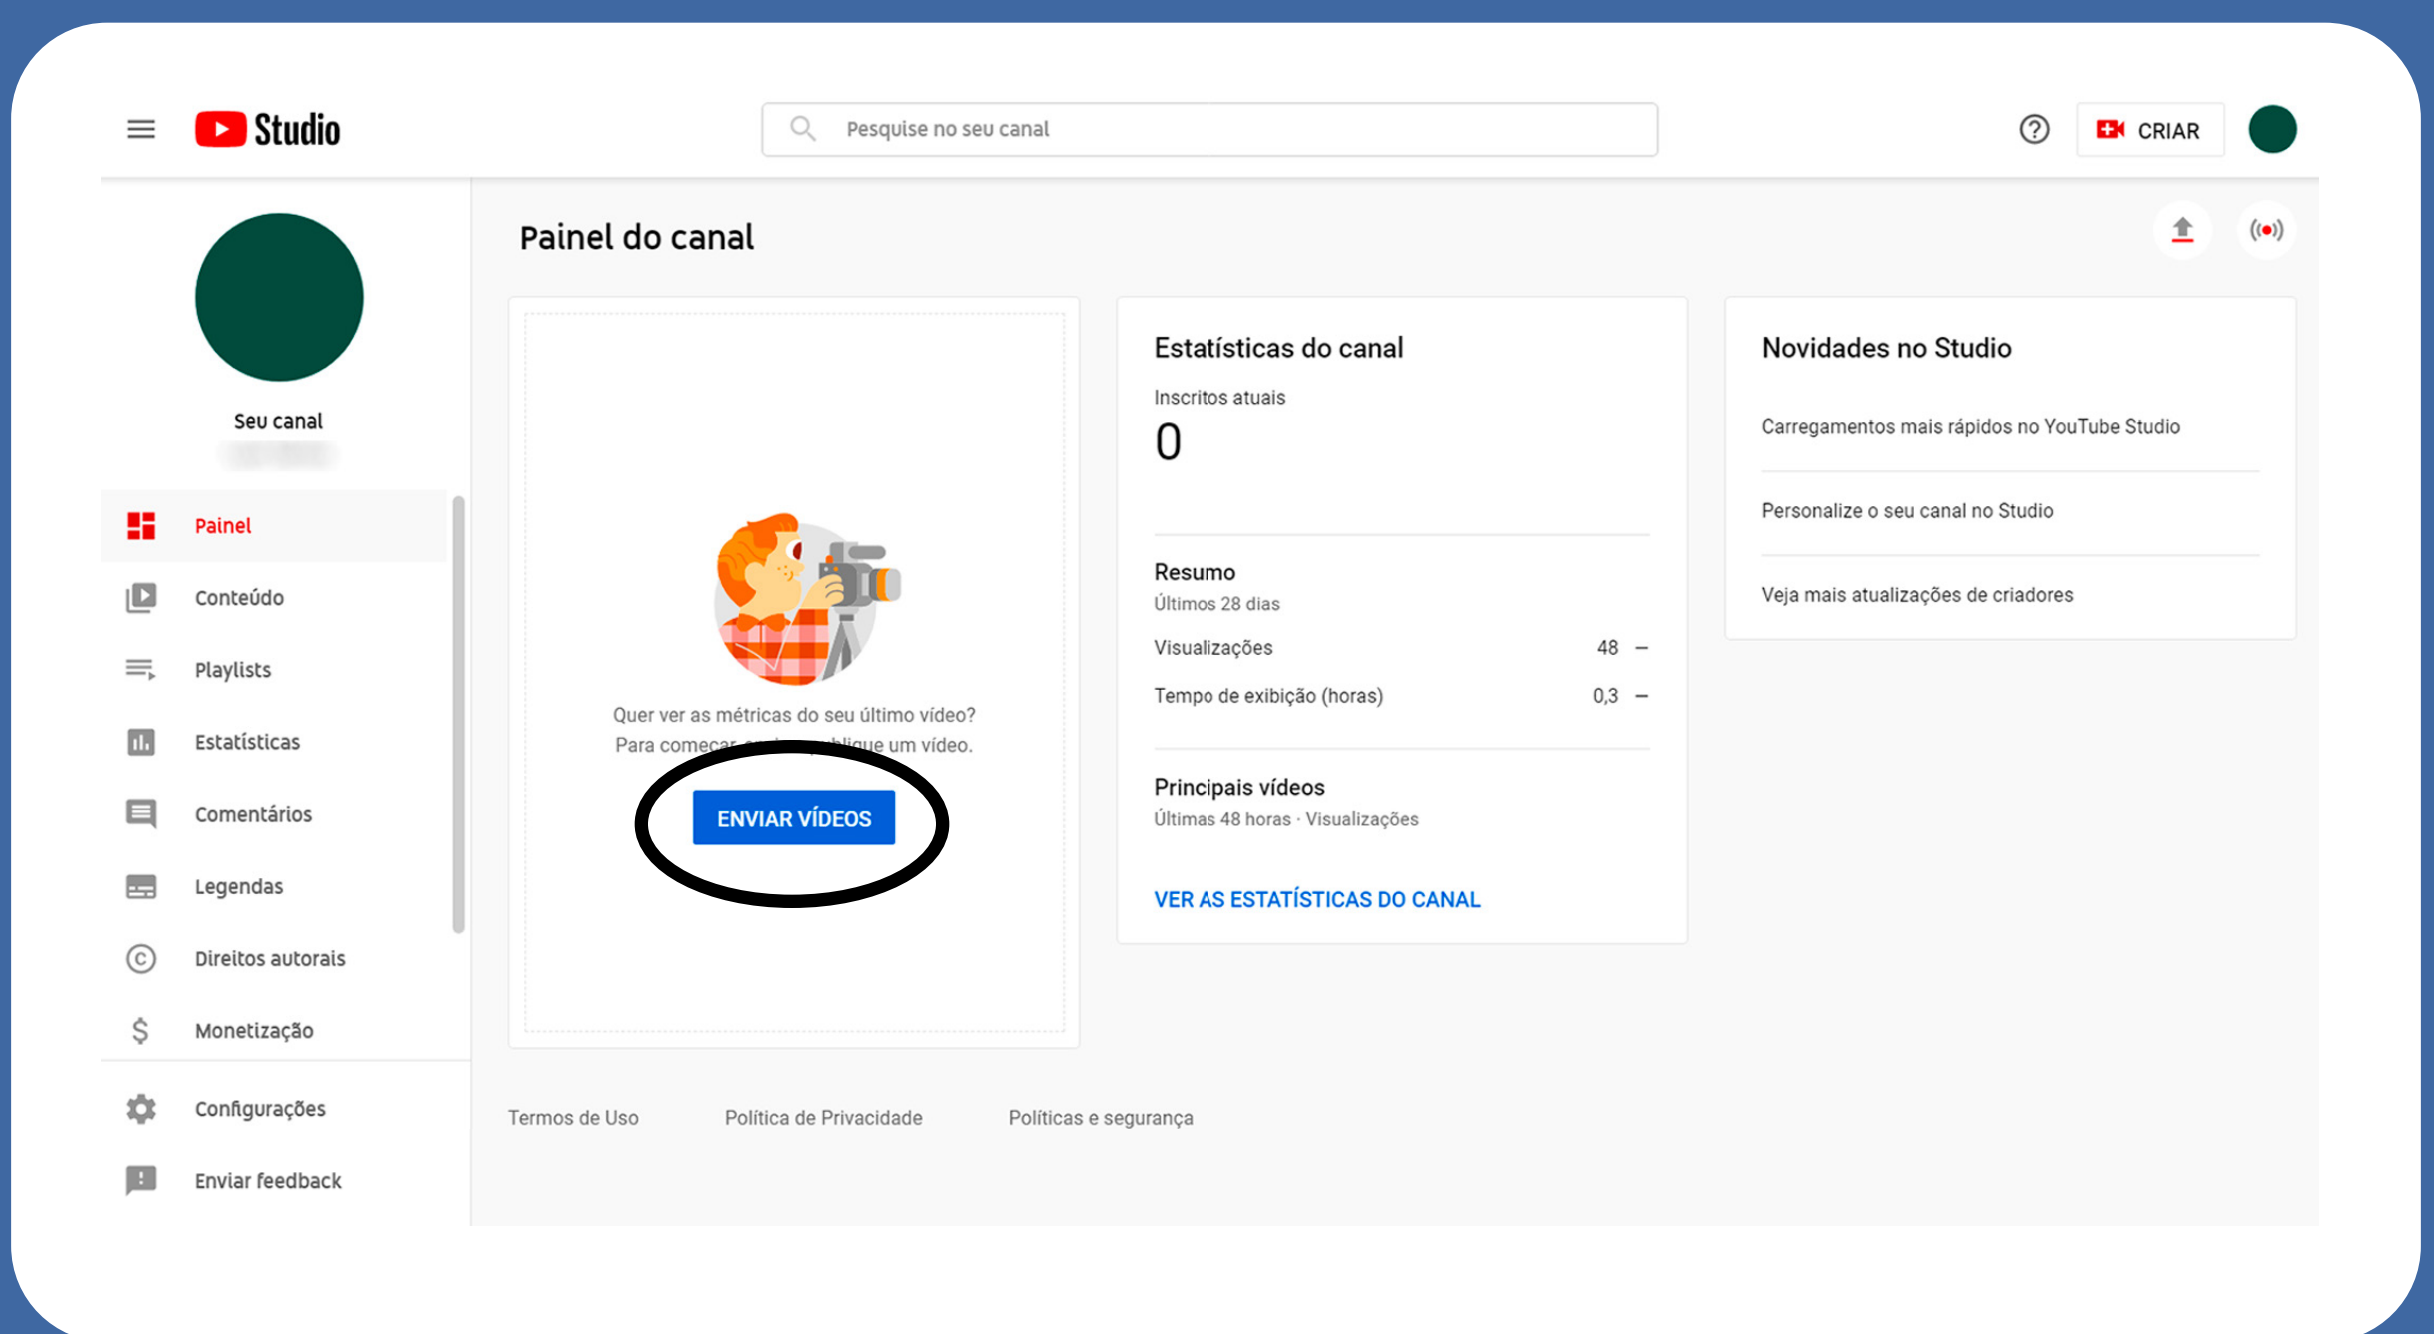 Studio
Pesquise no seu canal
CRIAR
Seu canal
Painel
Conteúdo
Playlists
Estatísticas
Comentários
Legendas
Direitos autorais
Monetização
Configurações
Enviar feedback
Painel do canal
Quer ver as métricas do seu último vídeo?
Para começar, um vídeo.
ENVIAR VÍDEOS
Estatísticas do canal
Inscritos atuais
0
Resumo
Últimos 28 dias
Visualizações 48 —
Tempo de exibição (horas) 0,3 —
Principais vídeos
Últimas 48 horas · Visualizações
VER AS ESTATÍSTICAS DO CANAL
Novidades no Studio
Carregamentos mais rápidos no YouTube Studio
Personalize o seu canal no Studio
Veja mais atualizações de criadores
Termos de Uso Política de Privacidade Políticas e segurança